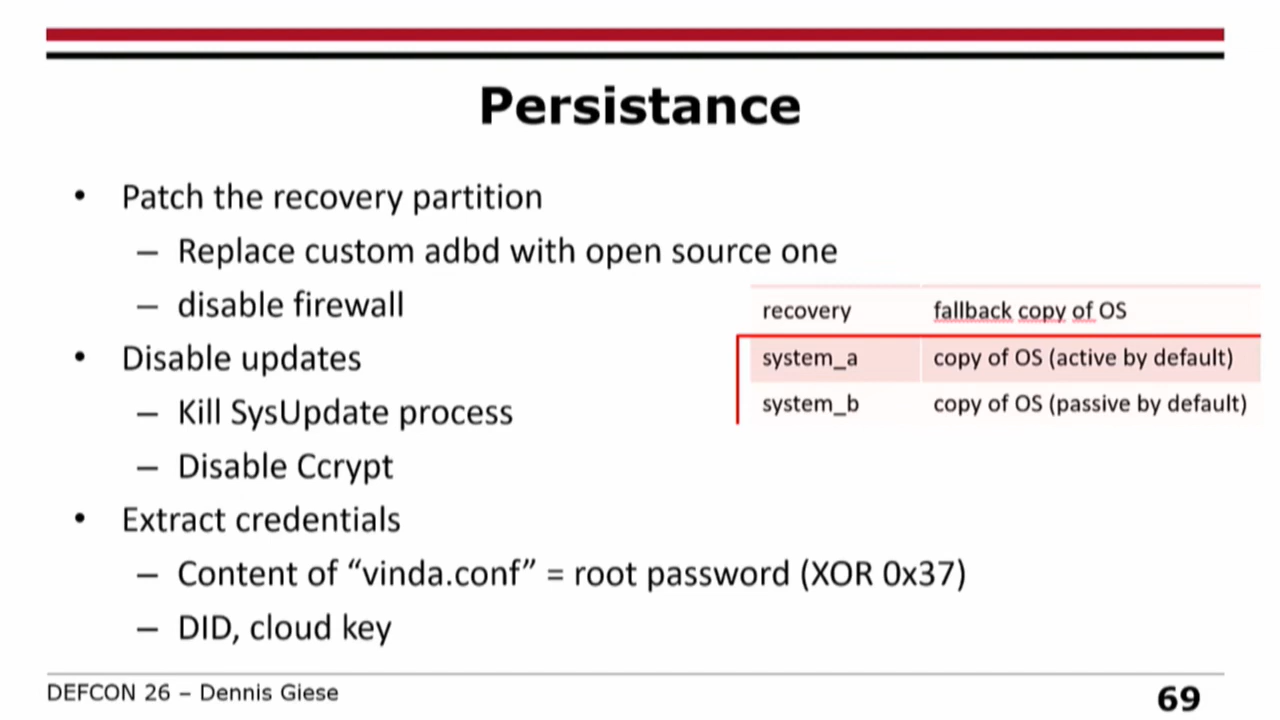 Persistance
• Patch the recovery partition
– Replace custom adbd with open source one
– disable firewall
• Disable updates
– Kill SysUpdate process
– Disable Ccrypt
• Extract credentials
– Content of “vinda.conf” = root password (XOR 0x37)
– DID, cloud key
recovery fallback copy of OS
system_a copy of OS (active by default)
system_b copy of OS (passive by default)
DEFCON 26 – Dennis Giese
69